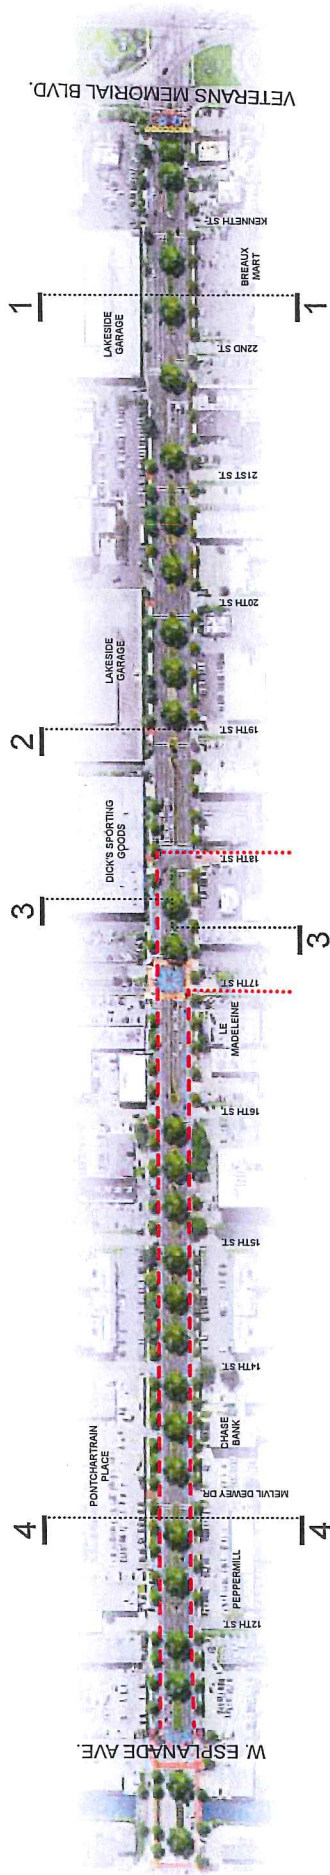 VETERANS MEMORIAL BLVD.
KENNETH ST.
BREAUX
MART
1
1
LAKESIDE
GARAGE
22ND ST.
21ST ST.
20TH ST.
LAKESIDE
GARAGE
19TH ST.
2
DICK'S SPORTING
GOODS
18TH ST.
3
3
17TH ST.
LE
MADELEINE
16TH ST.
15TH ST.
14TH ST.
PONTCHARTRAIN
PLACE
CHASE
BANK
MELVIL DEWEY DR.
4
4
PEPPERMILL
12TH ST.
W. ESPLANADE AVE.